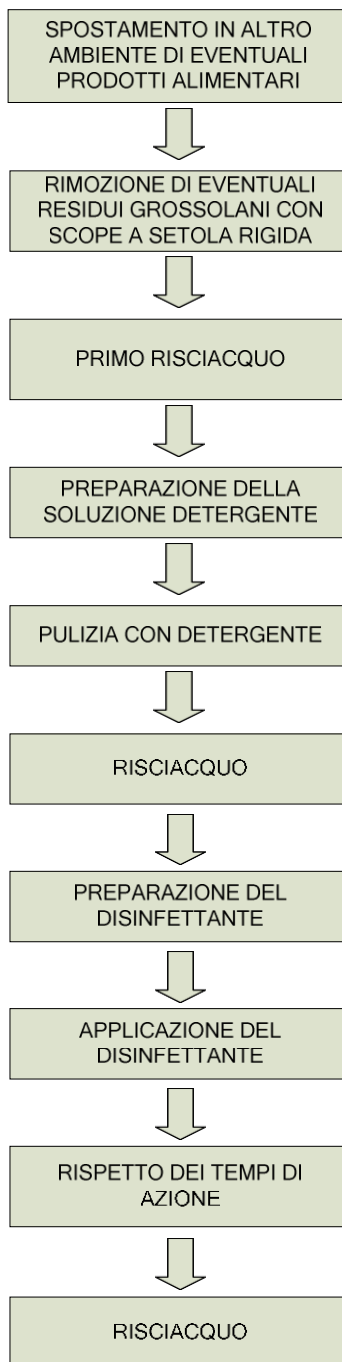 SPOSTAMENTO IN ALTRO
AMBIENTE DI EVENTUALI
PRODOTTI ALIMENTARI
RIMOZIONE DI EVENTUALI
RESIDUI GROSSOLANI CON
SCOPE A SETOLA RIGIDA
PRIMO RISCIACQUO
PREPARAZIONE DELLA
SOLUZIONE DETERGENTE
PULIZIA CON DETERGENTE
RISCIACQUO
PREPARAZIONE DEL
DISINFETTANTE
APPLICAZIONE DEL
DISINFETTANTE
RISPETTO DEI TEMPI DI
AZIONE
RISCIACQUO